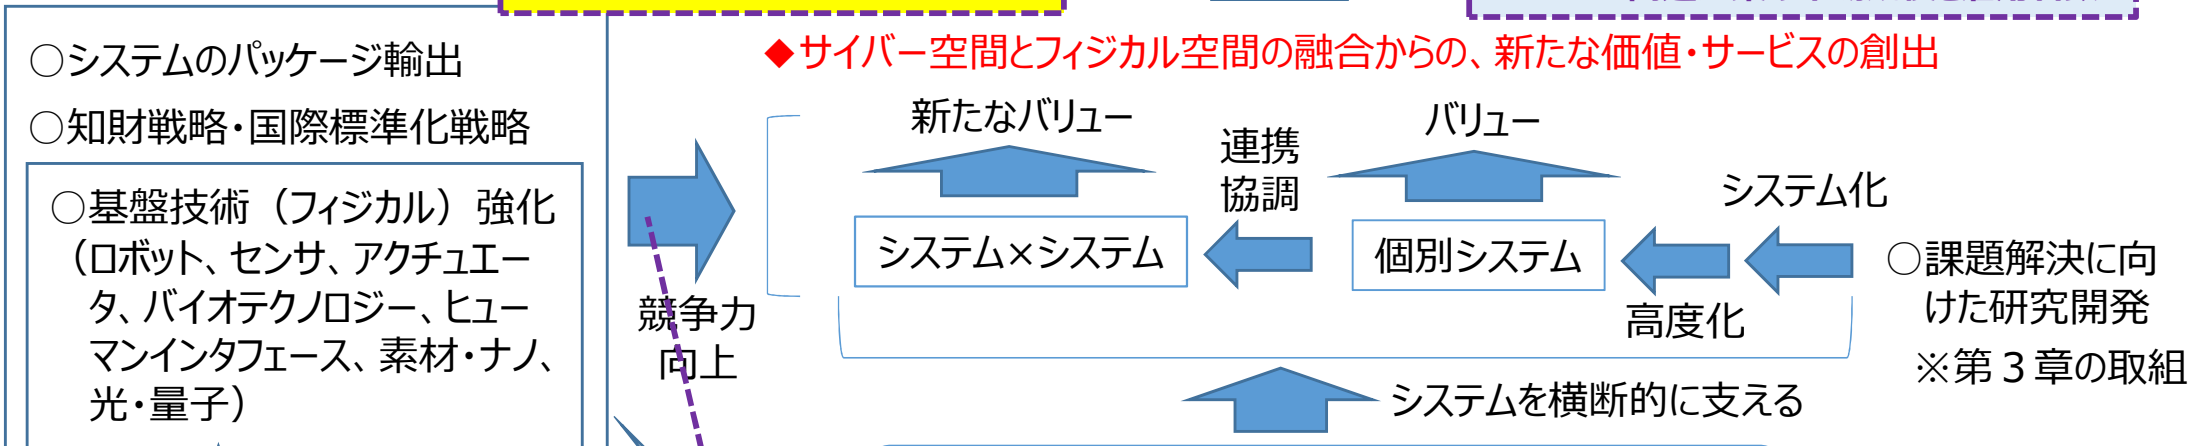 ○システムのパッケージ輸出
○知財戦略・国際標準化戦略
○基盤技術（フィジカル）強化
（ロボット、センサ、アクチュエー
タ、バイオテクノロジー、ヒュー
マンインタフェース、素材・ナノ、
光・量子）
競争力
向上
◆サイバー空間とフィジカル空間の融合からの、新たな価値・サービスの創出
新たなバリュー
システム×システム
連携
協調
バリュー
個別システム
システム化
高度化
○課題解決に向
けた研究開発
※第３章の取組
システムを横断的に支える